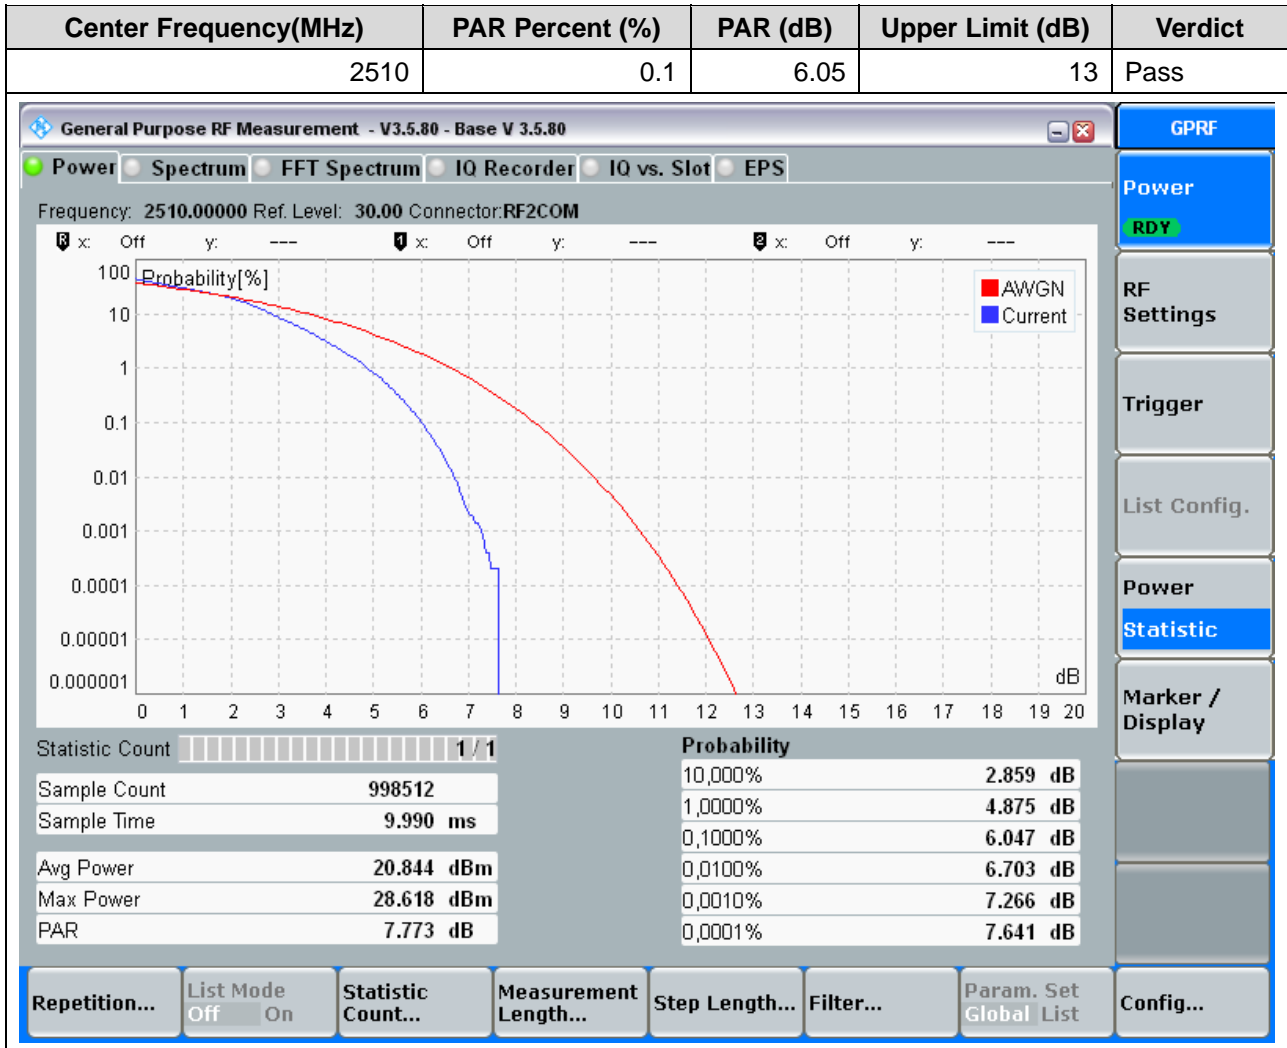 Center Frequency(MHz) PAR Percent (%) PAR (dB) Upper Limit (dB) Verdict
2510 0.1 6.05 13 Pass
General Purpose RF Measurement - V3.5.80 - Base V 3.5.80
GPRF
Power Spectrum FFT Spectrum IQ Recorder IQ vs. Slot EPS
Frequency: 2510.00000 Ref. Level: 30.00 Connector:RF2COM
R x: Off y: --- 1 x: Off y: --- 2 x: Off y: ---
Probability[%]
AWGN
Current
100
10
1
0.1
0.01
0.001
0.0001
0.00001
0.000001
dB
0 1 2 3 4 5 6 7 8 9 10 11 12 13 14 15 16 17 18 19 20
Statistic Count 1 / 1
Sample Count 998512
Sample Time 9.990 ms
Avg Power 20.844 dBm
Max Power 28.618 dBm
PAR 7.773 dB
Probability
10,000% 2.859 dB
1,0000% 4.875 dB
0,1000% 6.047 dB
0,0100% 6.703 dB
0,0010% 7.266 dB
0,0001% 7.641 dB
Power
RDY
RF
Settings
Trigger
List Config.
Power
Statistic
Marker /
Display
Repetition...
List Mode
Off On
Statistic
Count...
Measurement
Length...
Step Length...
Filter...
Param. Set
Global List
Config...